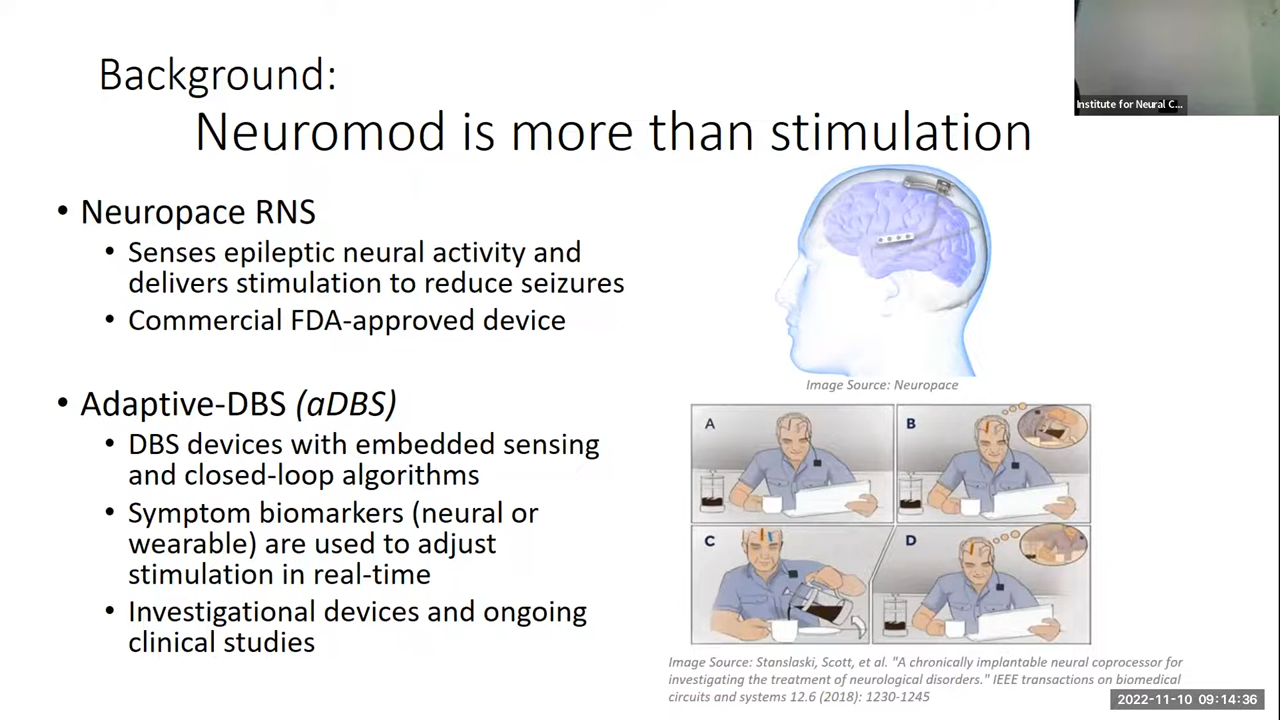 Background:
Neuromod is more than stimulation
Institute for Neural C...
• Neuropace RNS
• Senses epileptic neural activity and
delivers stimulation to reduce seizures
• Commercial FDA-approved device
Image Source: Neuropace
• Adaptive-DBS (aDBS)
• DBS devices with embedded sensing
and closed-loop algorithms
• Symptom biomarkers (neural or
wearable) are used to adjust
stimulation in real-time
• Investigational devices and ongoing
clinical studies
A
B
C
D
Image Source: Stanslaski, Scott, et al. "A chronically implantable neural coprocessor for
investigating the treatment of neurological disorders." IEEE transactions on biomedical
circuits and systems 12.6 (2018): 1230-1245
2022-11-10 09:14:36